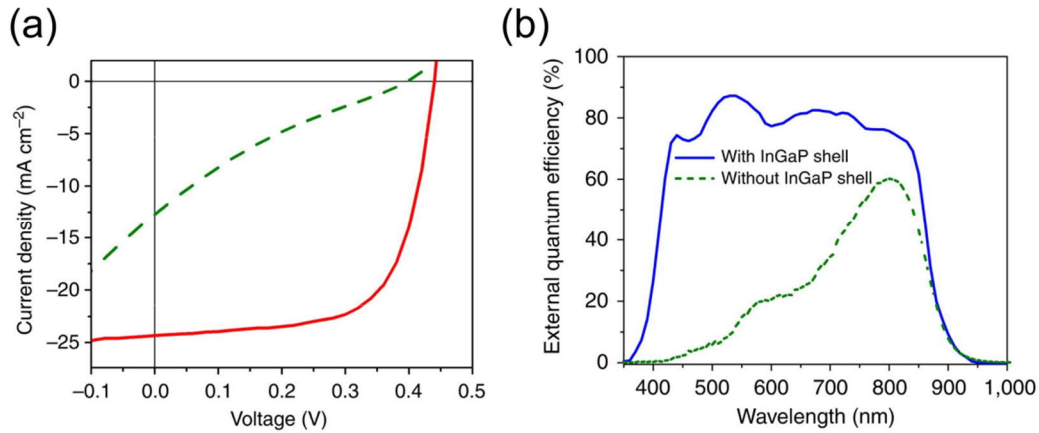 (a)
Current density (mA cm⁻²)
0
−5
−10
−15
−20
−25
−0.1 0.0 0.1 0.2 0.3 0.4 0.5
Voltage (V)
(b)
External quantum efficiency (%)
100
80
60
40
20
0
With InGaP shell
Without InGaP shell
400 500 600 700 800 900 1,000
Wavelength (nm)